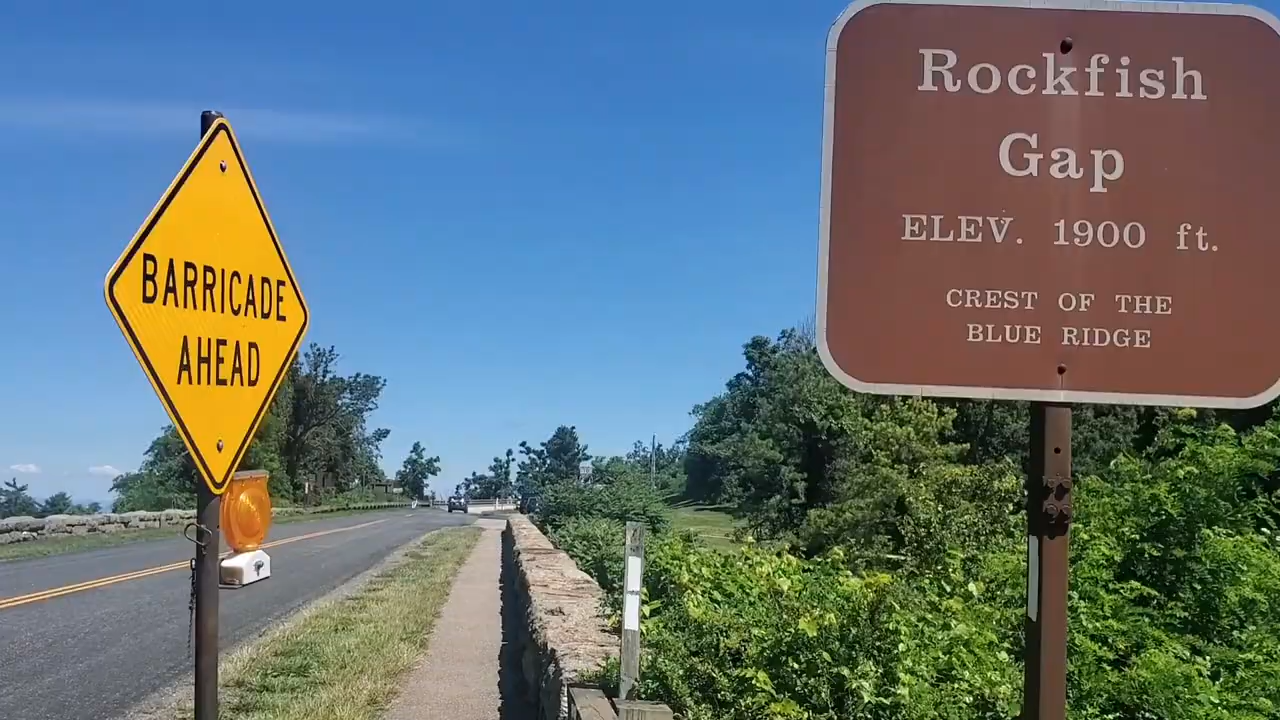 BARRICADE
AHEAD
Rockfish
Gap
ELEV. 1900 ft.
CREST OF THE
BLUE RIDGE